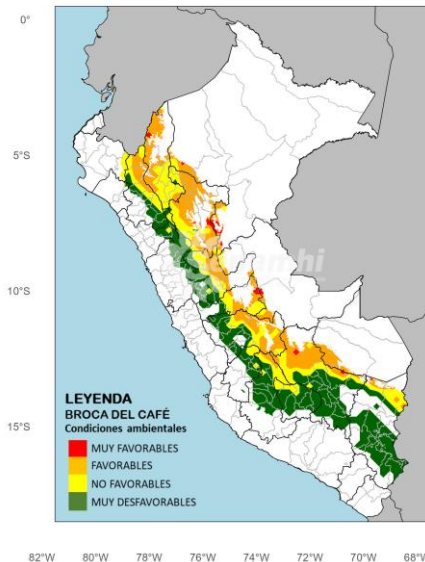 0°
5°S
10°S
15°S
Senamhi
LEYENDA
BROCA DEL CAFÉ
Condiciones ambientales
MUY FAVORABLES
FAVORABLES
NO FAVORABLES
MUY DESFAVORABLES
82°W 80°W 78°W 76°W 74°W 72°W 70°W 68°W